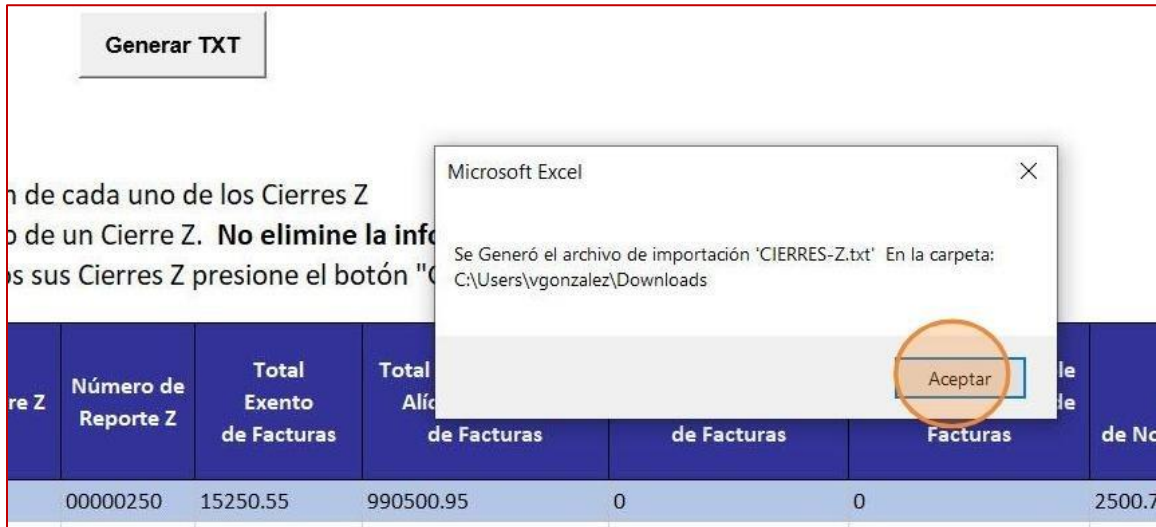 Generar TXT
Microsoft Excel
n de cada uno de los Cierres Z
o de un Cierre Z. No elimine la info
os sus Cierres Z presione el botón "G
Se Generó el archivo de importación 'CIERRES-Z.txt' En la carpeta:
C:\Users\vgonzalez\Downloads
Aceptar
re Z
Número de
Reporte Z
Total
Exento
de Facturas
Total
Alíc
de Facturas
de Facturas
le
de
Facturas
de No
00000250 15250.55 990500.95 0 0 2500.7